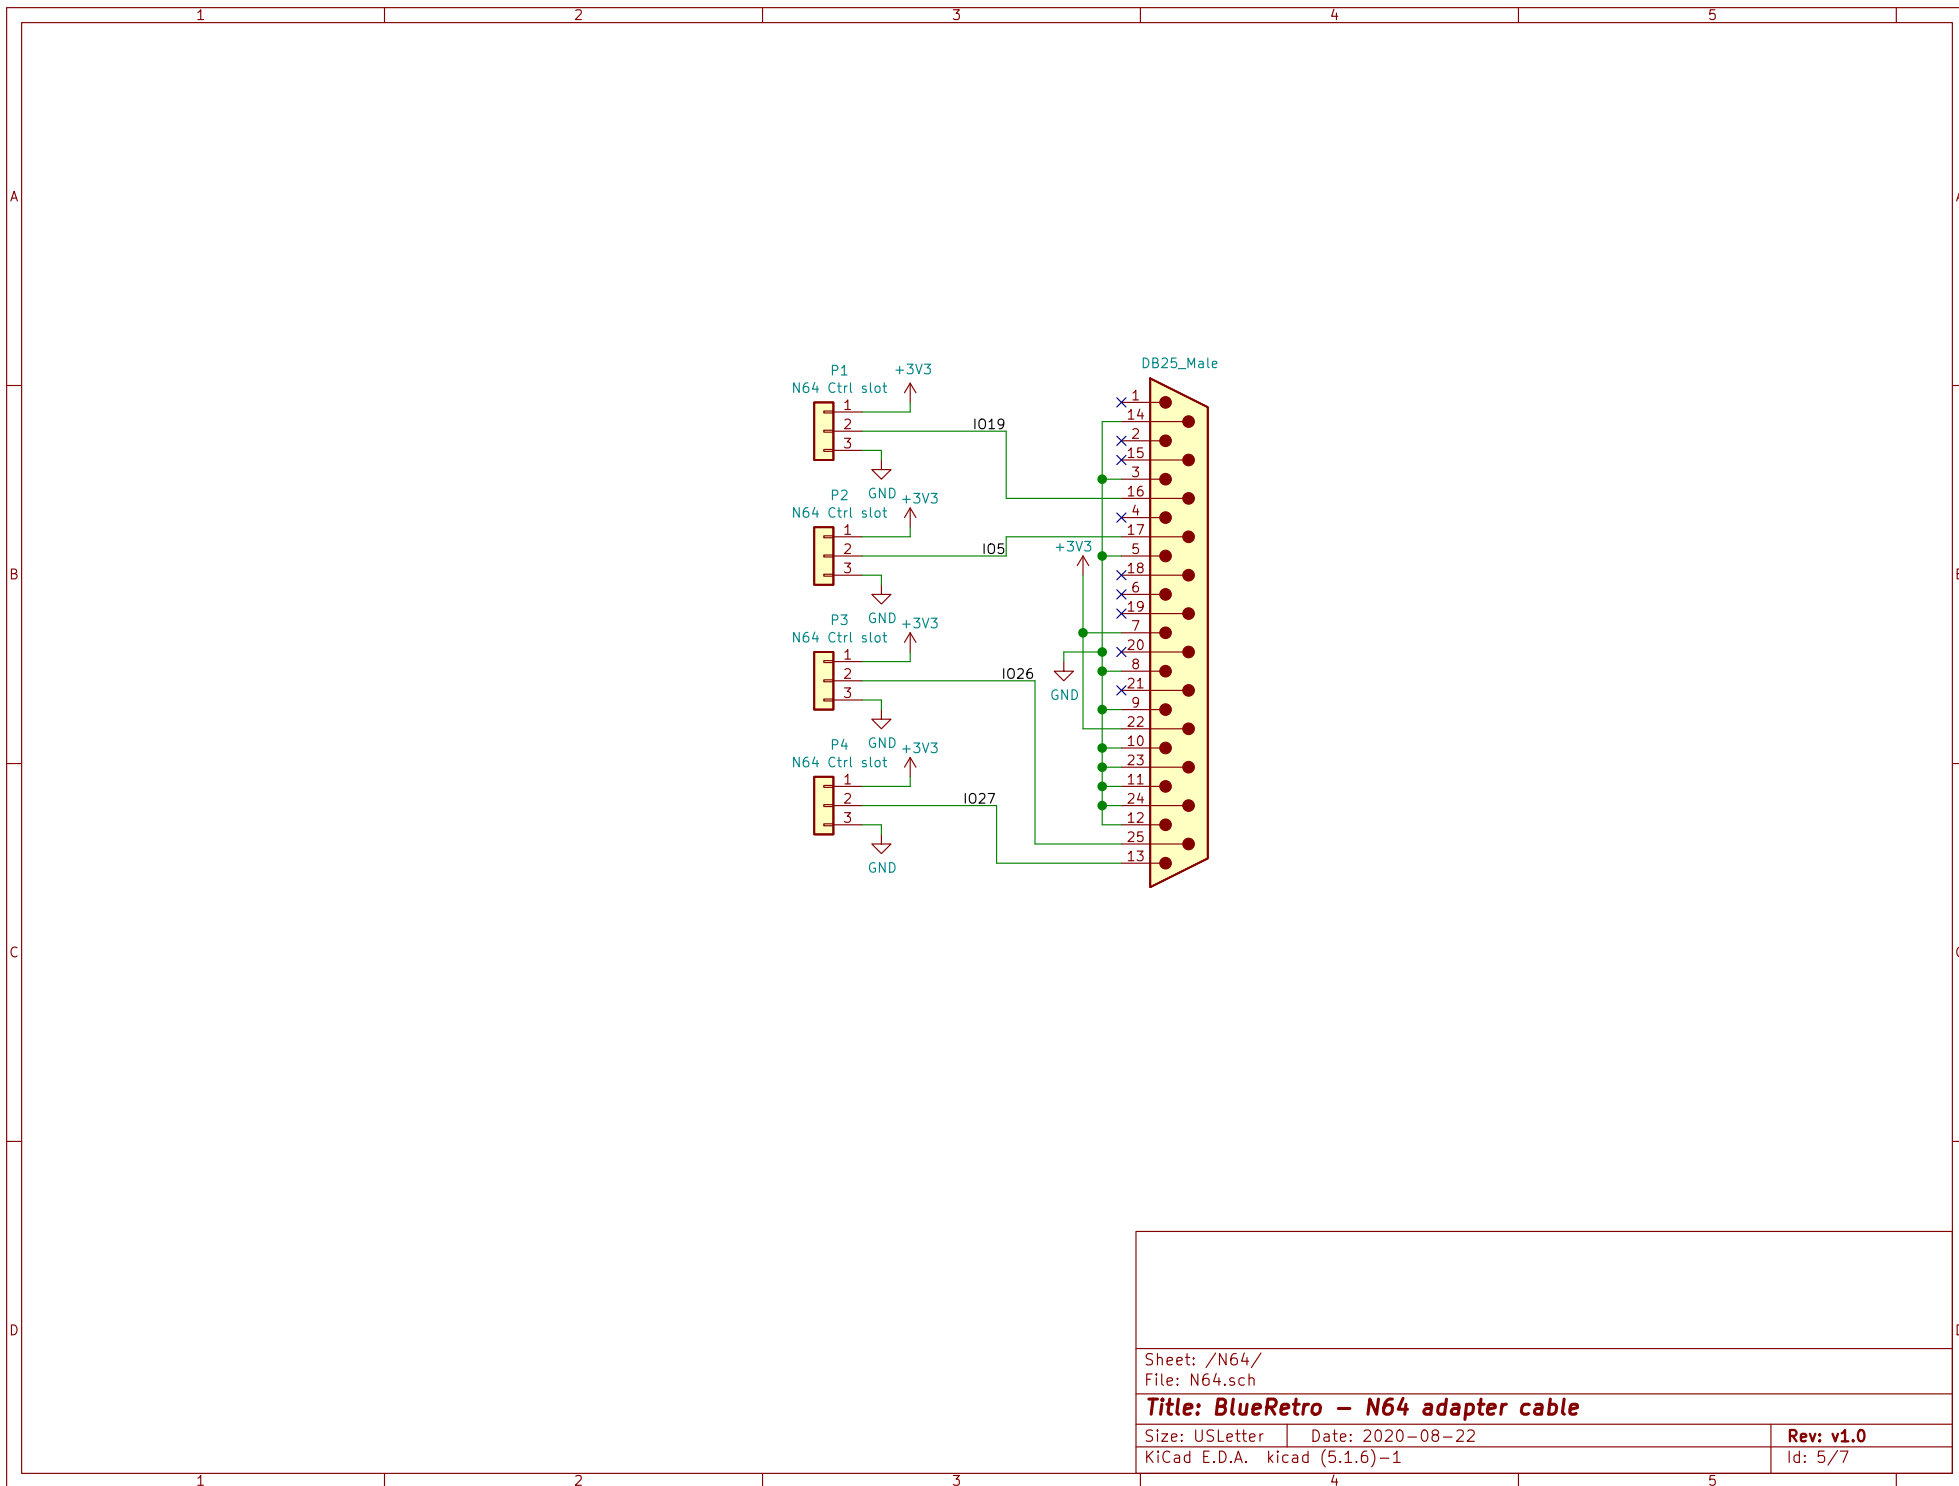 1 2 3 4 5
A A
DB25_Male
P1 +3V3
N64 Ctrl slot
1
2 IO19
3
GND
P2 +3V3
N64 Ctrl slot
1
2 IO5
3
GND
P3 +3V3
N64 Ctrl slot
1
2 IO26
3
GND
P4 +3V3
N64 Ctrl slot
1
2 IO27
3
GND
+3V3
GND
1
14
2
15
3
16
4
17
5
18
6
19
7
20
8
21
9
22
10
23
11
24
12
25
13
B
C
D
Sheet: /N64/
File: N64.sch
Title: BlueRetro – N64 adapter cable
Size: USLetter Date: 2020-08-22 Rev: v1.0
KiCad E.D.A. kicad (5.1.6)-1 Id: 5/7
1 2 3 4 5